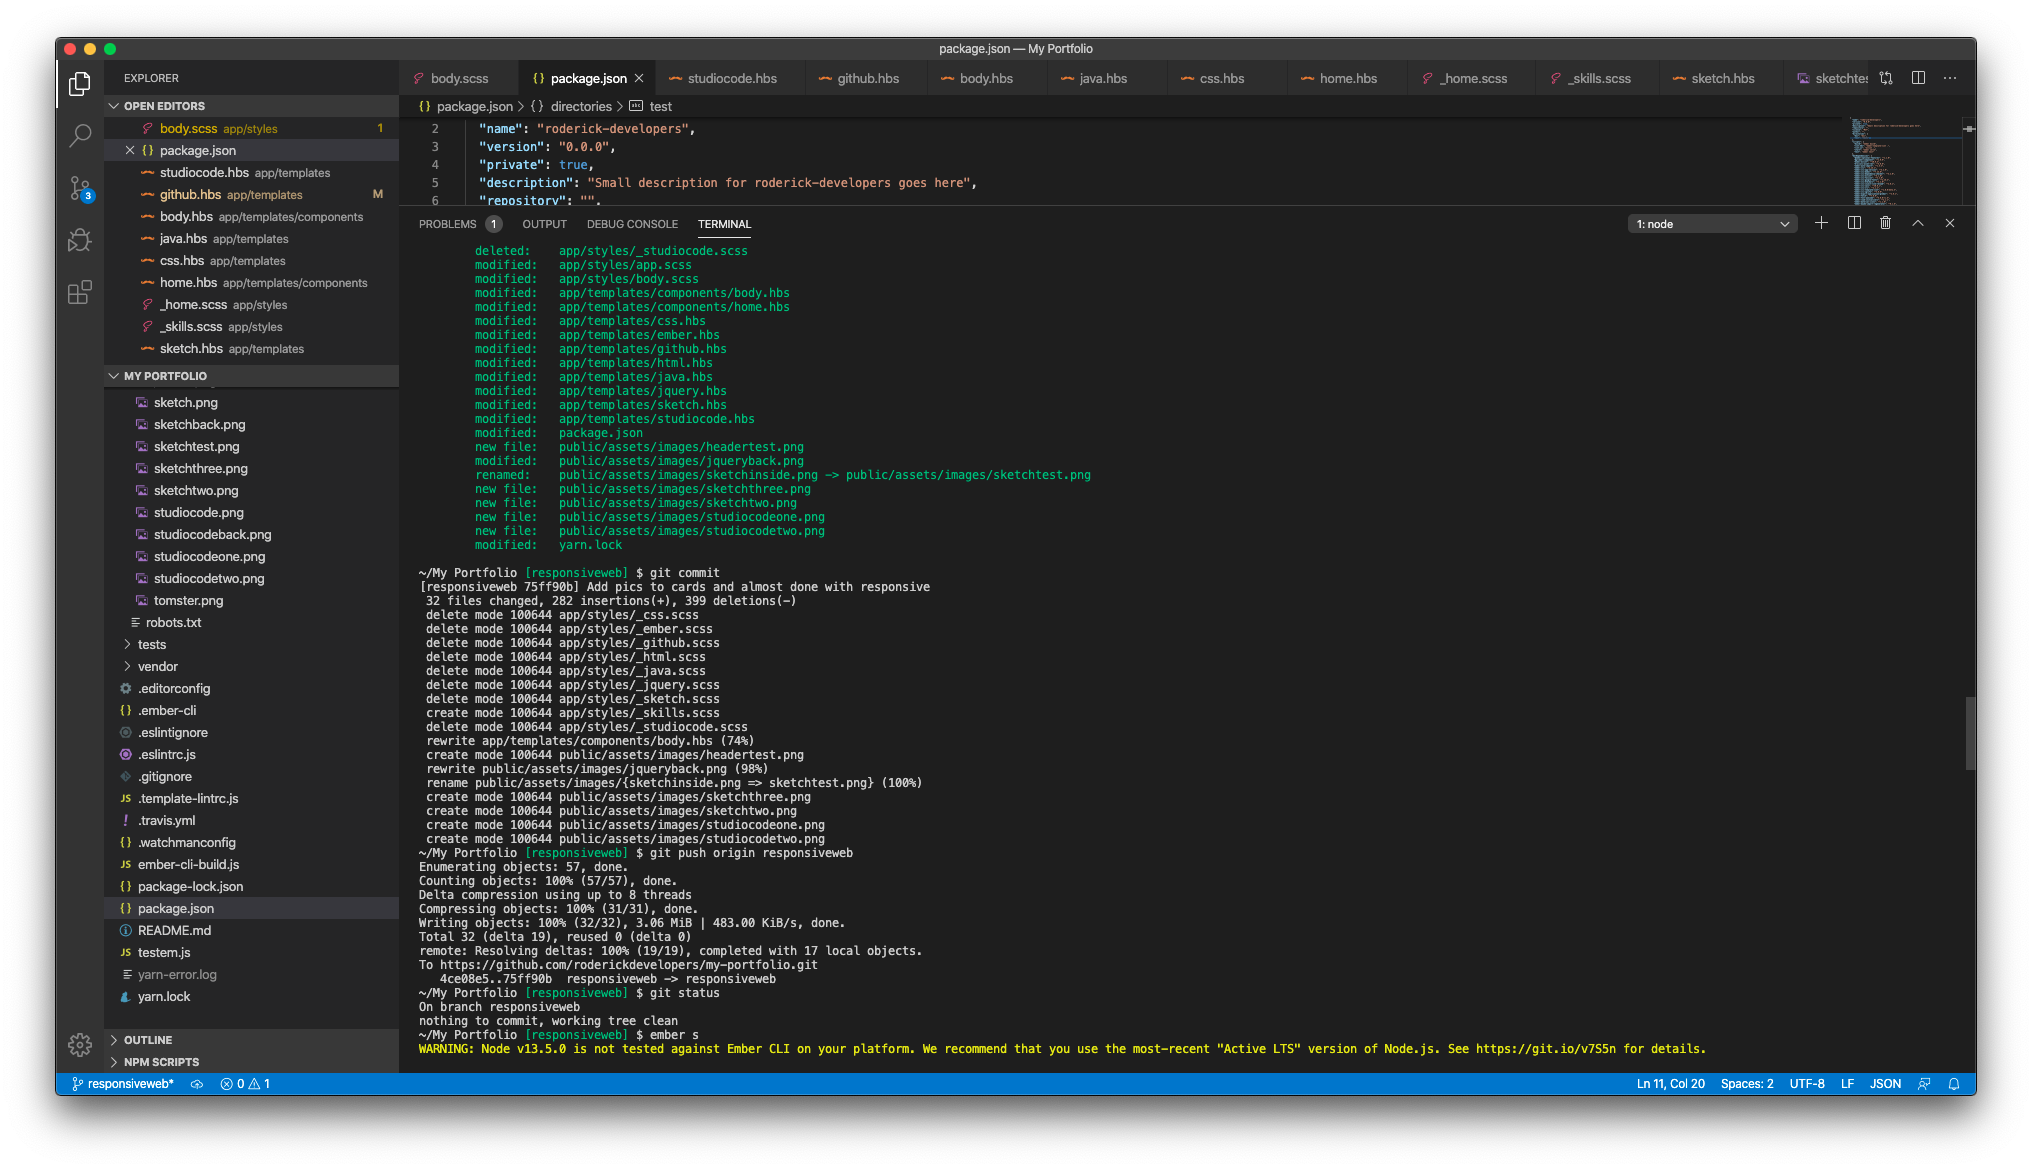 package.json — My Portfolio
EXPLORER
OPEN EDITORS
body.scss app/styles 1
package.json
studiocode.hbs app/templates
github.hbs app/templates M
body.hbs app/templates/components
java.hbs app/templates
css.hbs app/templates
home.hbs app/templates/components
_home.scss app/styles
_skills.scss app/styles
sketch.hbs app/templates
MY PORTFOLIO
sketch.png
sketchback.png
sketchtest.png
sketchthree.png
sketchtwo.png
studiocode.png
studiocodeback.png
studiocodeone.png
studiocodetwo.png
tomster.png
robots.txt
tests
vendor
.editorconfig
{} .ember-cli
.eslintignore
.eslintrc.js
.gitignore
JS .template-lintrc.js
! .travis.yml
{} .watchmanconfig
JS ember-cli-build.js
{} package-lock.json
{} package.json
README.md
JS testem.js
yarn-error.log
yarn.lock
OUTLINE
NPM SCRIPTS
3
body.scss {} package.json studiocode.hbs github.hbs body.hbs java.hbs css.hbs home.hbs _home.scss _skills.scss sketch.hbs sketchtes
{} package.json > {} directories > abc test
2 "name": "roderick-developers",
3 "version": "0.0.0",
4 "private": true,
5 "description": "Small description for roderick-developers goes here",
6 "repository": "",
PROBLEMS 1 OUTPUT DEBUG CONSOLE TERMINAL 1: node
deleted: app/styles/_studiocode.scss
modified: app/styles/app.scss
modified: app/styles/body.scss
modified: app/templates/components/body.hbs
modified: app/templates/components/home.hbs
modified: app/templates/css.hbs
modified: app/templates/ember.hbs
modified: app/templates/github.hbs
modified: app/templates/html.hbs
modified: app/templates/java.hbs
modified: app/templates/jquery.hbs
modified: app/templates/sketch.hbs
modified: app/templates/studiocode.hbs
modified: package.json
new file: public/assets/images/headertest.png
modified: public/assets/images/jqueryback.png
renamed: public/assets/images/sketchinside.png -> public/assets/images/sketchtest.png
new file: public/assets/images/sketchthree.png
new file: public/assets/images/sketchtwo.png
new file: public/assets/images/studiocodeone.png
new file: public/assets/images/studiocodetwo.png
modified: yarn.lock
~/My Portfolio [responsiveweb] $ git commit
[responsiveweb 75ff90b] Add pics to cards and almost done with responsive
32 files changed, 282 insertions(+), 399 deletions(-)
delete mode 100644 app/styles/_css.scss
delete mode 100644 app/styles/_ember.scss
delete mode 100644 app/styles/_github.scss
delete mode 100644 app/styles/_html.scss
delete mode 100644 app/styles/_java.scss
delete mode 100644 app/styles/_jquery.scss
delete mode 100644 app/styles/_sketch.scss
create mode 100644 app/styles/_skills.scss
delete mode 100644 app/styles/_studiocode.scss
rewrite app/templates/components/body.hbs (74%)
create mode 100644 public/assets/images/headertest.png
rewrite public/assets/images/jqueryback.png (98%)
rename public/assets/images/{sketchinside.png => sketchtest.png} (100%)
create mode 100644 public/assets/images/sketchthree.png
create mode 100644 public/assets/images/sketchtwo.png
create mode 100644 public/assets/images/studiocodeone.png
create mode 100644 public/assets/images/studiocodetwo.png
~/My Portfolio [responsiveweb] $ git push origin responsiveweb
Enumerating objects: 57, done.
Counting objects: 100% (57/57), done.
Delta compression using up to 8 threads
Compressing objects: 100% (31/31), done.
Writing objects: 100% (32/32), 3.06 MiB | 483.00 KiB/s, done.
Total 32 (delta 19), reused 0 (delta 0)
remote: Resolving deltas: 100% (19/19), completed with 17 local objects.
To https://github.com/roderickdevelopers/my-portfolio.git
4ce08e5..75ff90b responsiveweb -> responsiveweb
~/My Portfolio [responsiveweb] $ git status
On branch responsiveweb
nothing to commit, working tree clean
~/My Portfolio [responsiveweb] $ ember s
WARNING: Node v13.5.0 is not tested against Ember CLI on your platform. We recommend that you use the most-recent "Active LTS" version of Node.js. See https://git.io/v7S5n for details.
responsiveweb* 0 1 Ln 11, Col 20 Spaces: 2 UTF-8 LF JSON